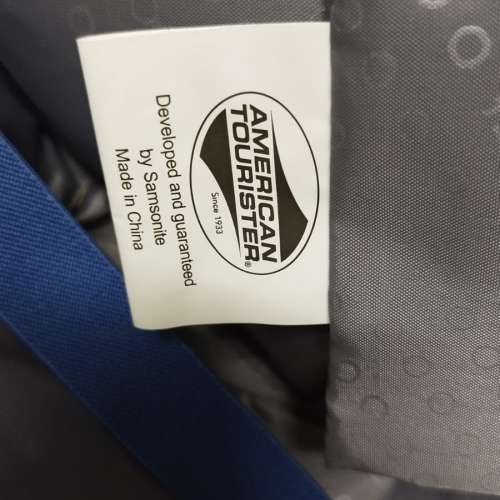 AMERICAN
TOURISTER®
Since 1933
Developed and guaranteed
by Samsonite
Made in China